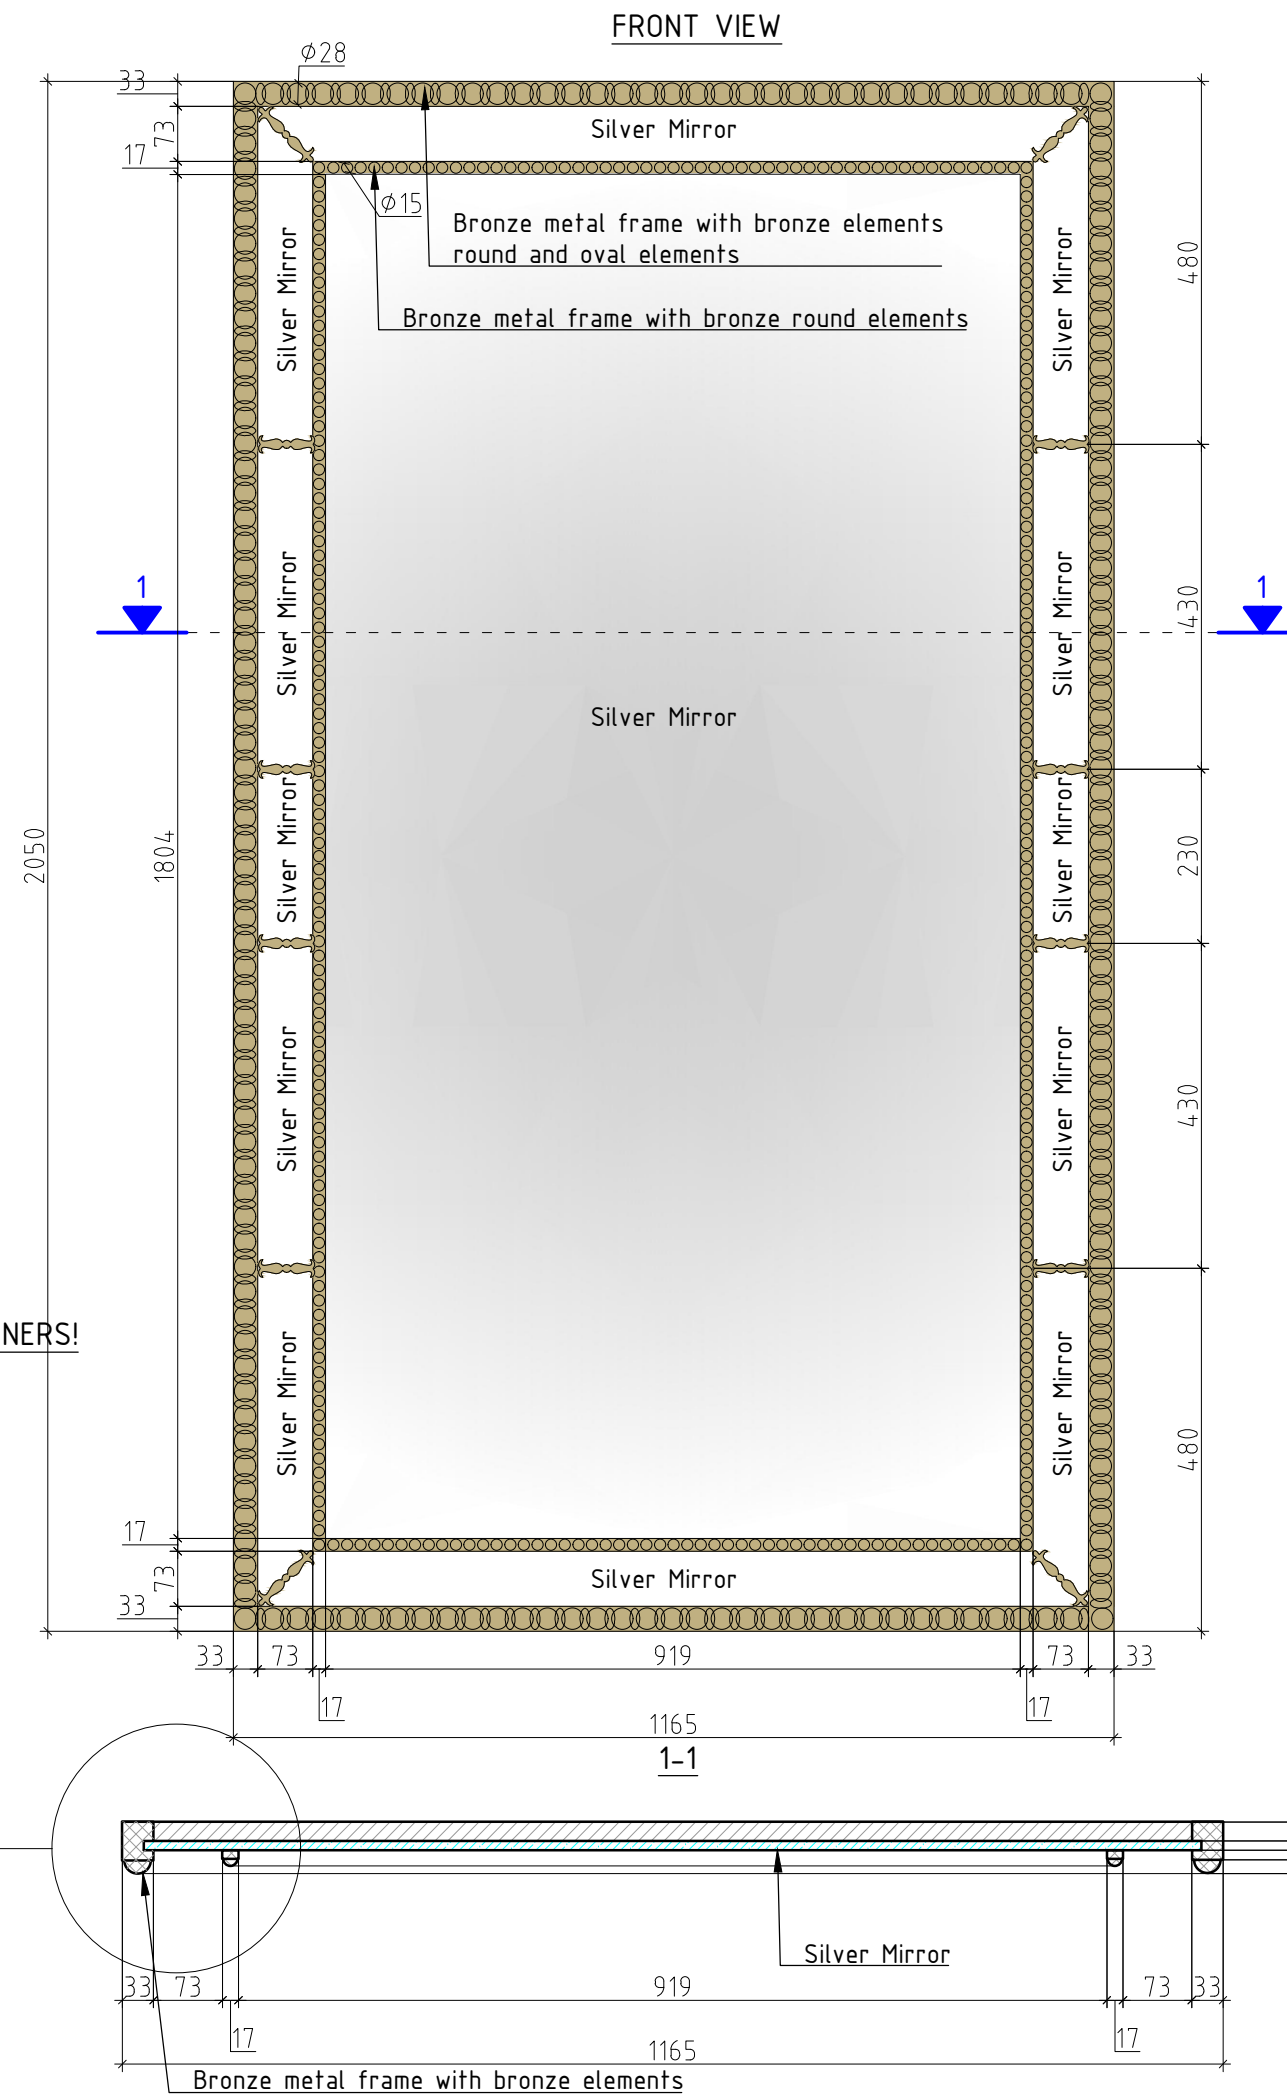 FRONT VIEW
33
⌀28
73
Silver Mirror
17
⌀15
Bronze metal frame with bronze elements
round and oval elements
Bronze metal frame with bronze round elements
Silver Mirror
Silver Mirror
480
1
1
Silver Mirror
Silver Mirror
430
Silver Mirror
2050
1804
Silver Mirror
Silver Mirror
230
Silver Mirror
Silver Mirror
430
NERS!
Silver Mirror
Silver Mirror
480
17
73
Silver Mirror
33
33
73
919
73
33
17
17
1165
1-1
Silver Mirror
33
73
919
73
33
17
17
1165
Bronze metal frame with bronze elements